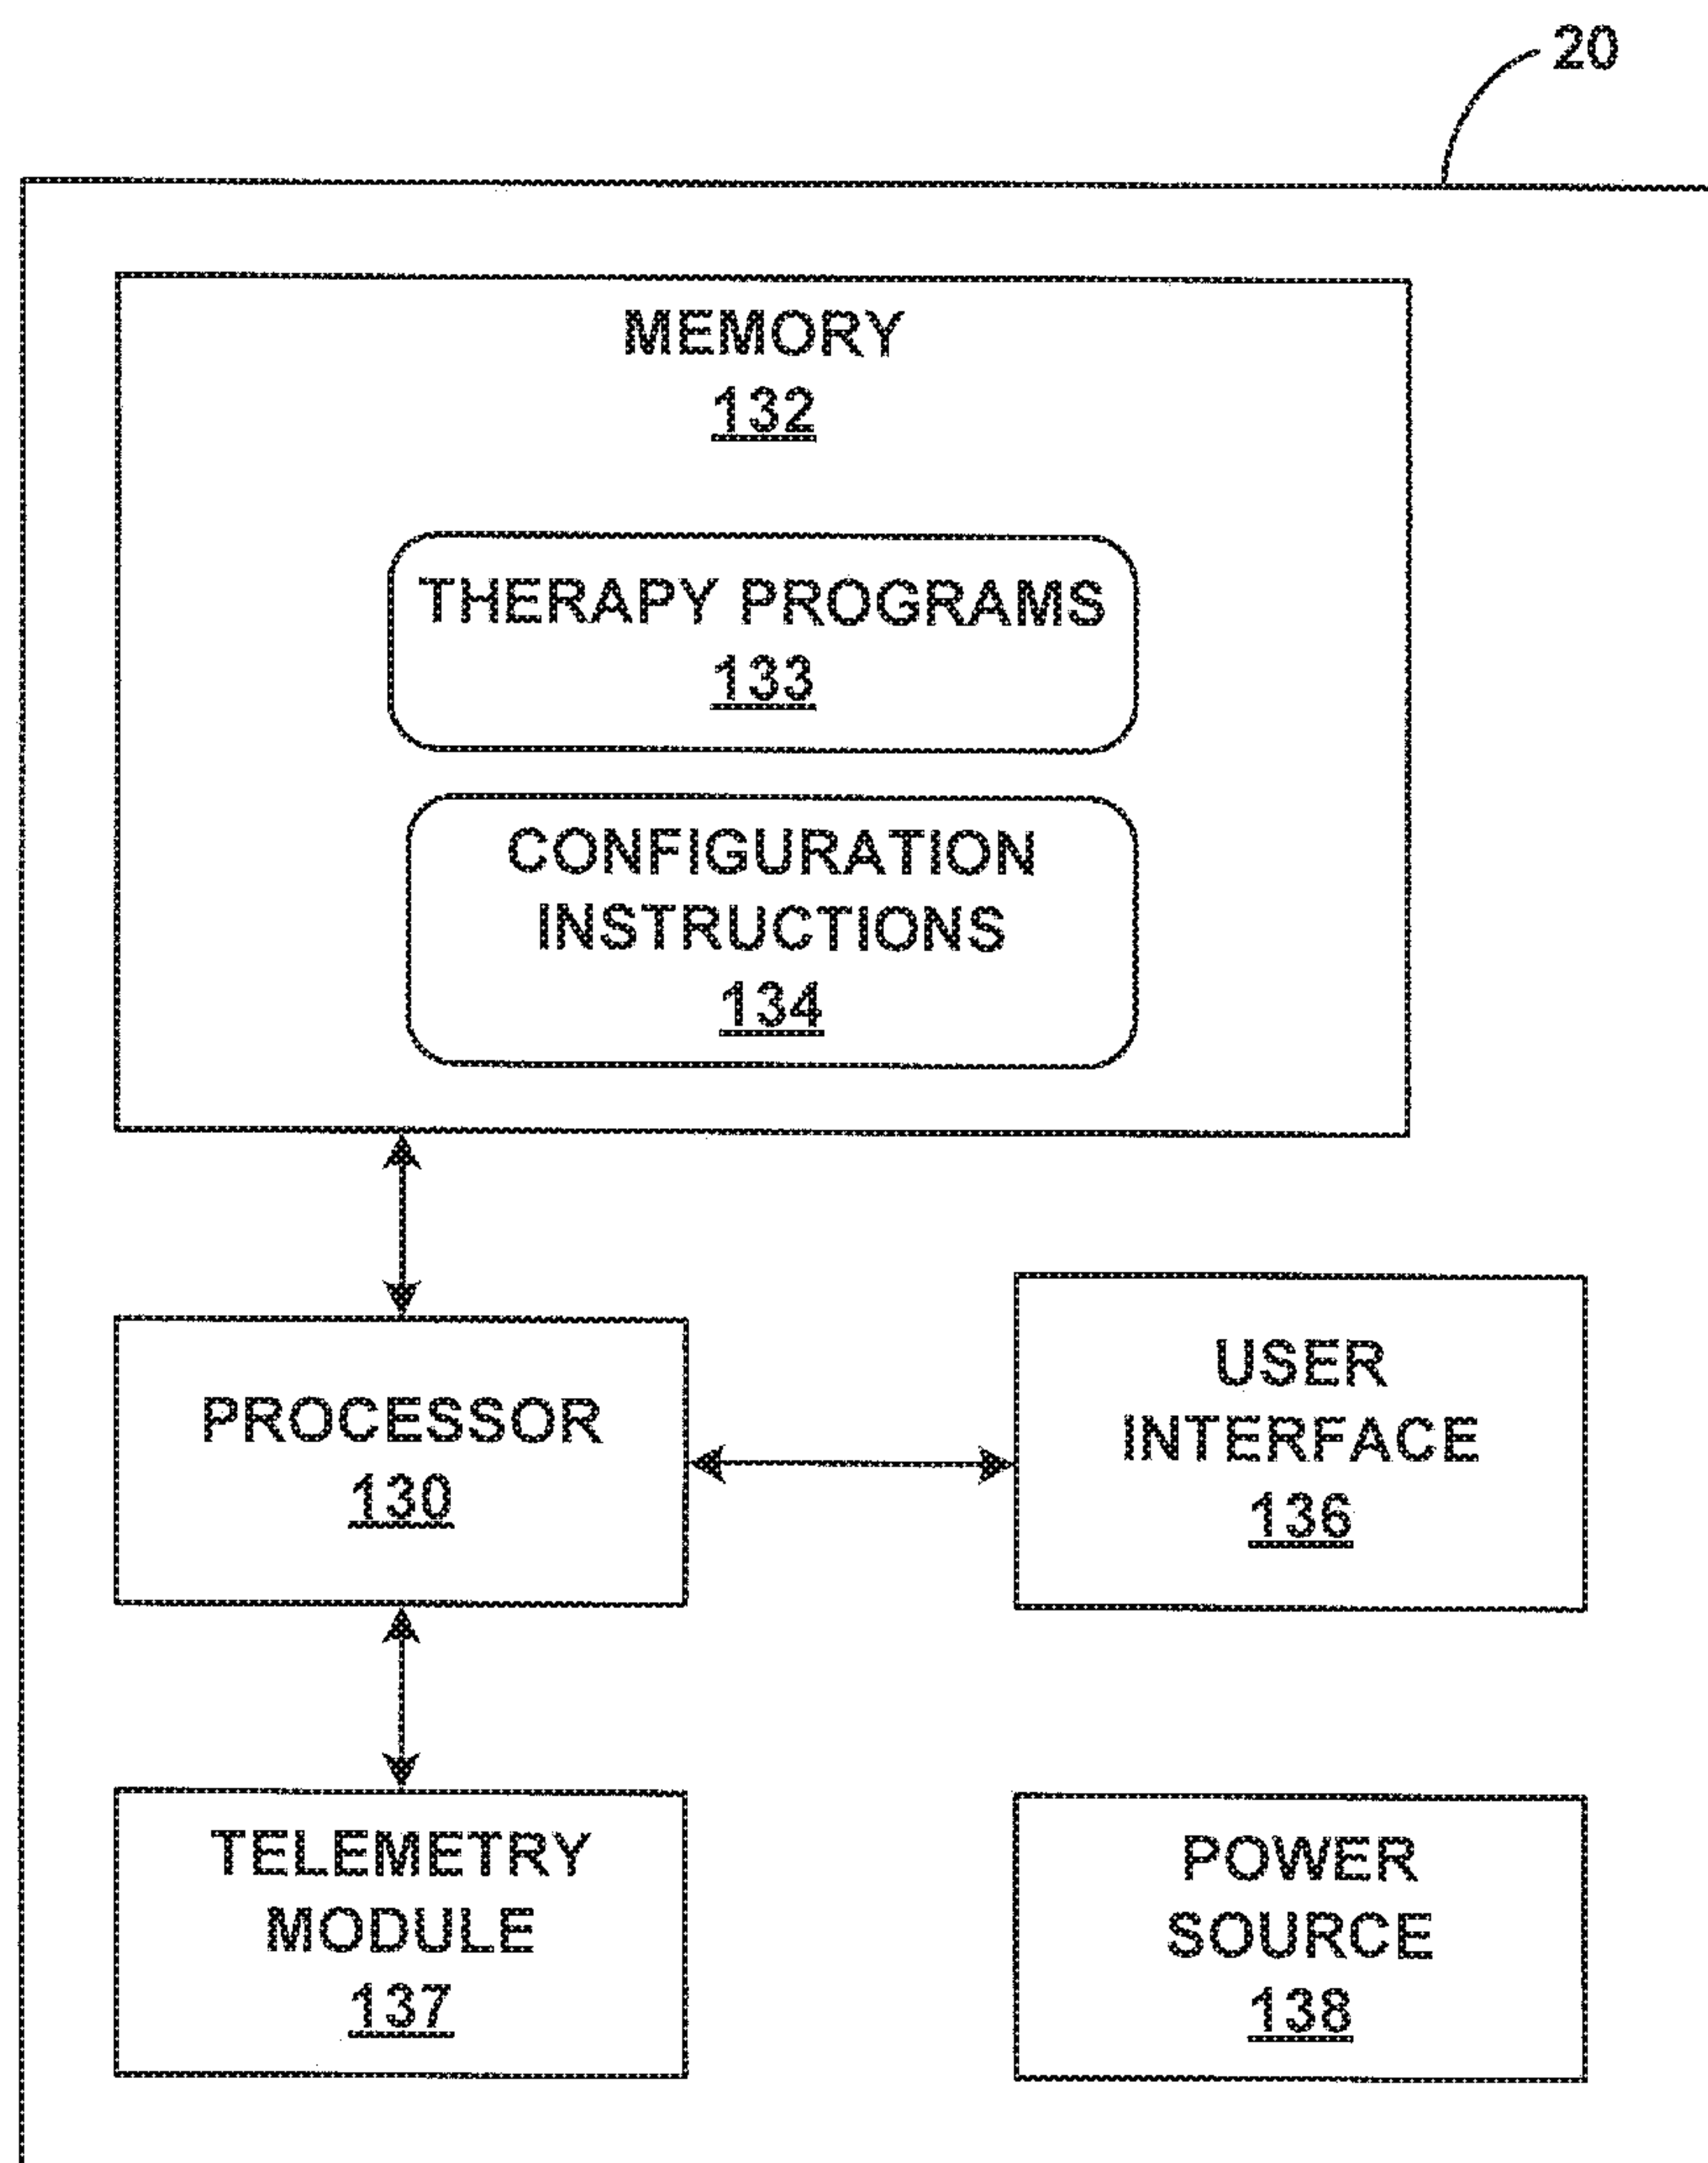 20
MEMORY
132
THERAPY PROGRAMS
133
CONFIGURATION
INSTRUCTIONS
134
PROCESSOR
130
USER
INTERFACE
136
TELEMETRY
MODULE
137
POWER
SOURCE
138